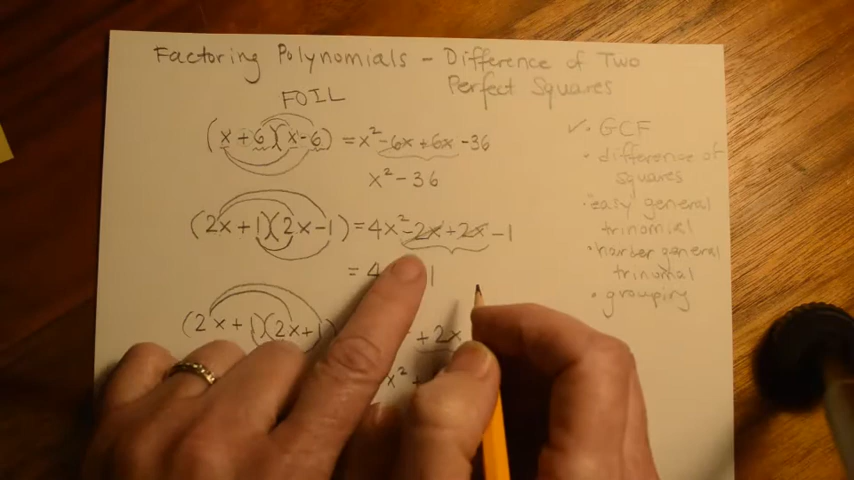 Factoring Polynomials - Difference of Two
Perfect Squares
FOIL
(x+6)(x-6) = x² -6x +6x -36
x² - 36
(2x+1)(2x-1) = 4x² -2x +2x -1
= 4 1
(2x+1)(2x+1)
+ 2x
x² +
✓• GCF
• difference of
squares
• easy general
trinomial
• harder general
trinomial
• grouping